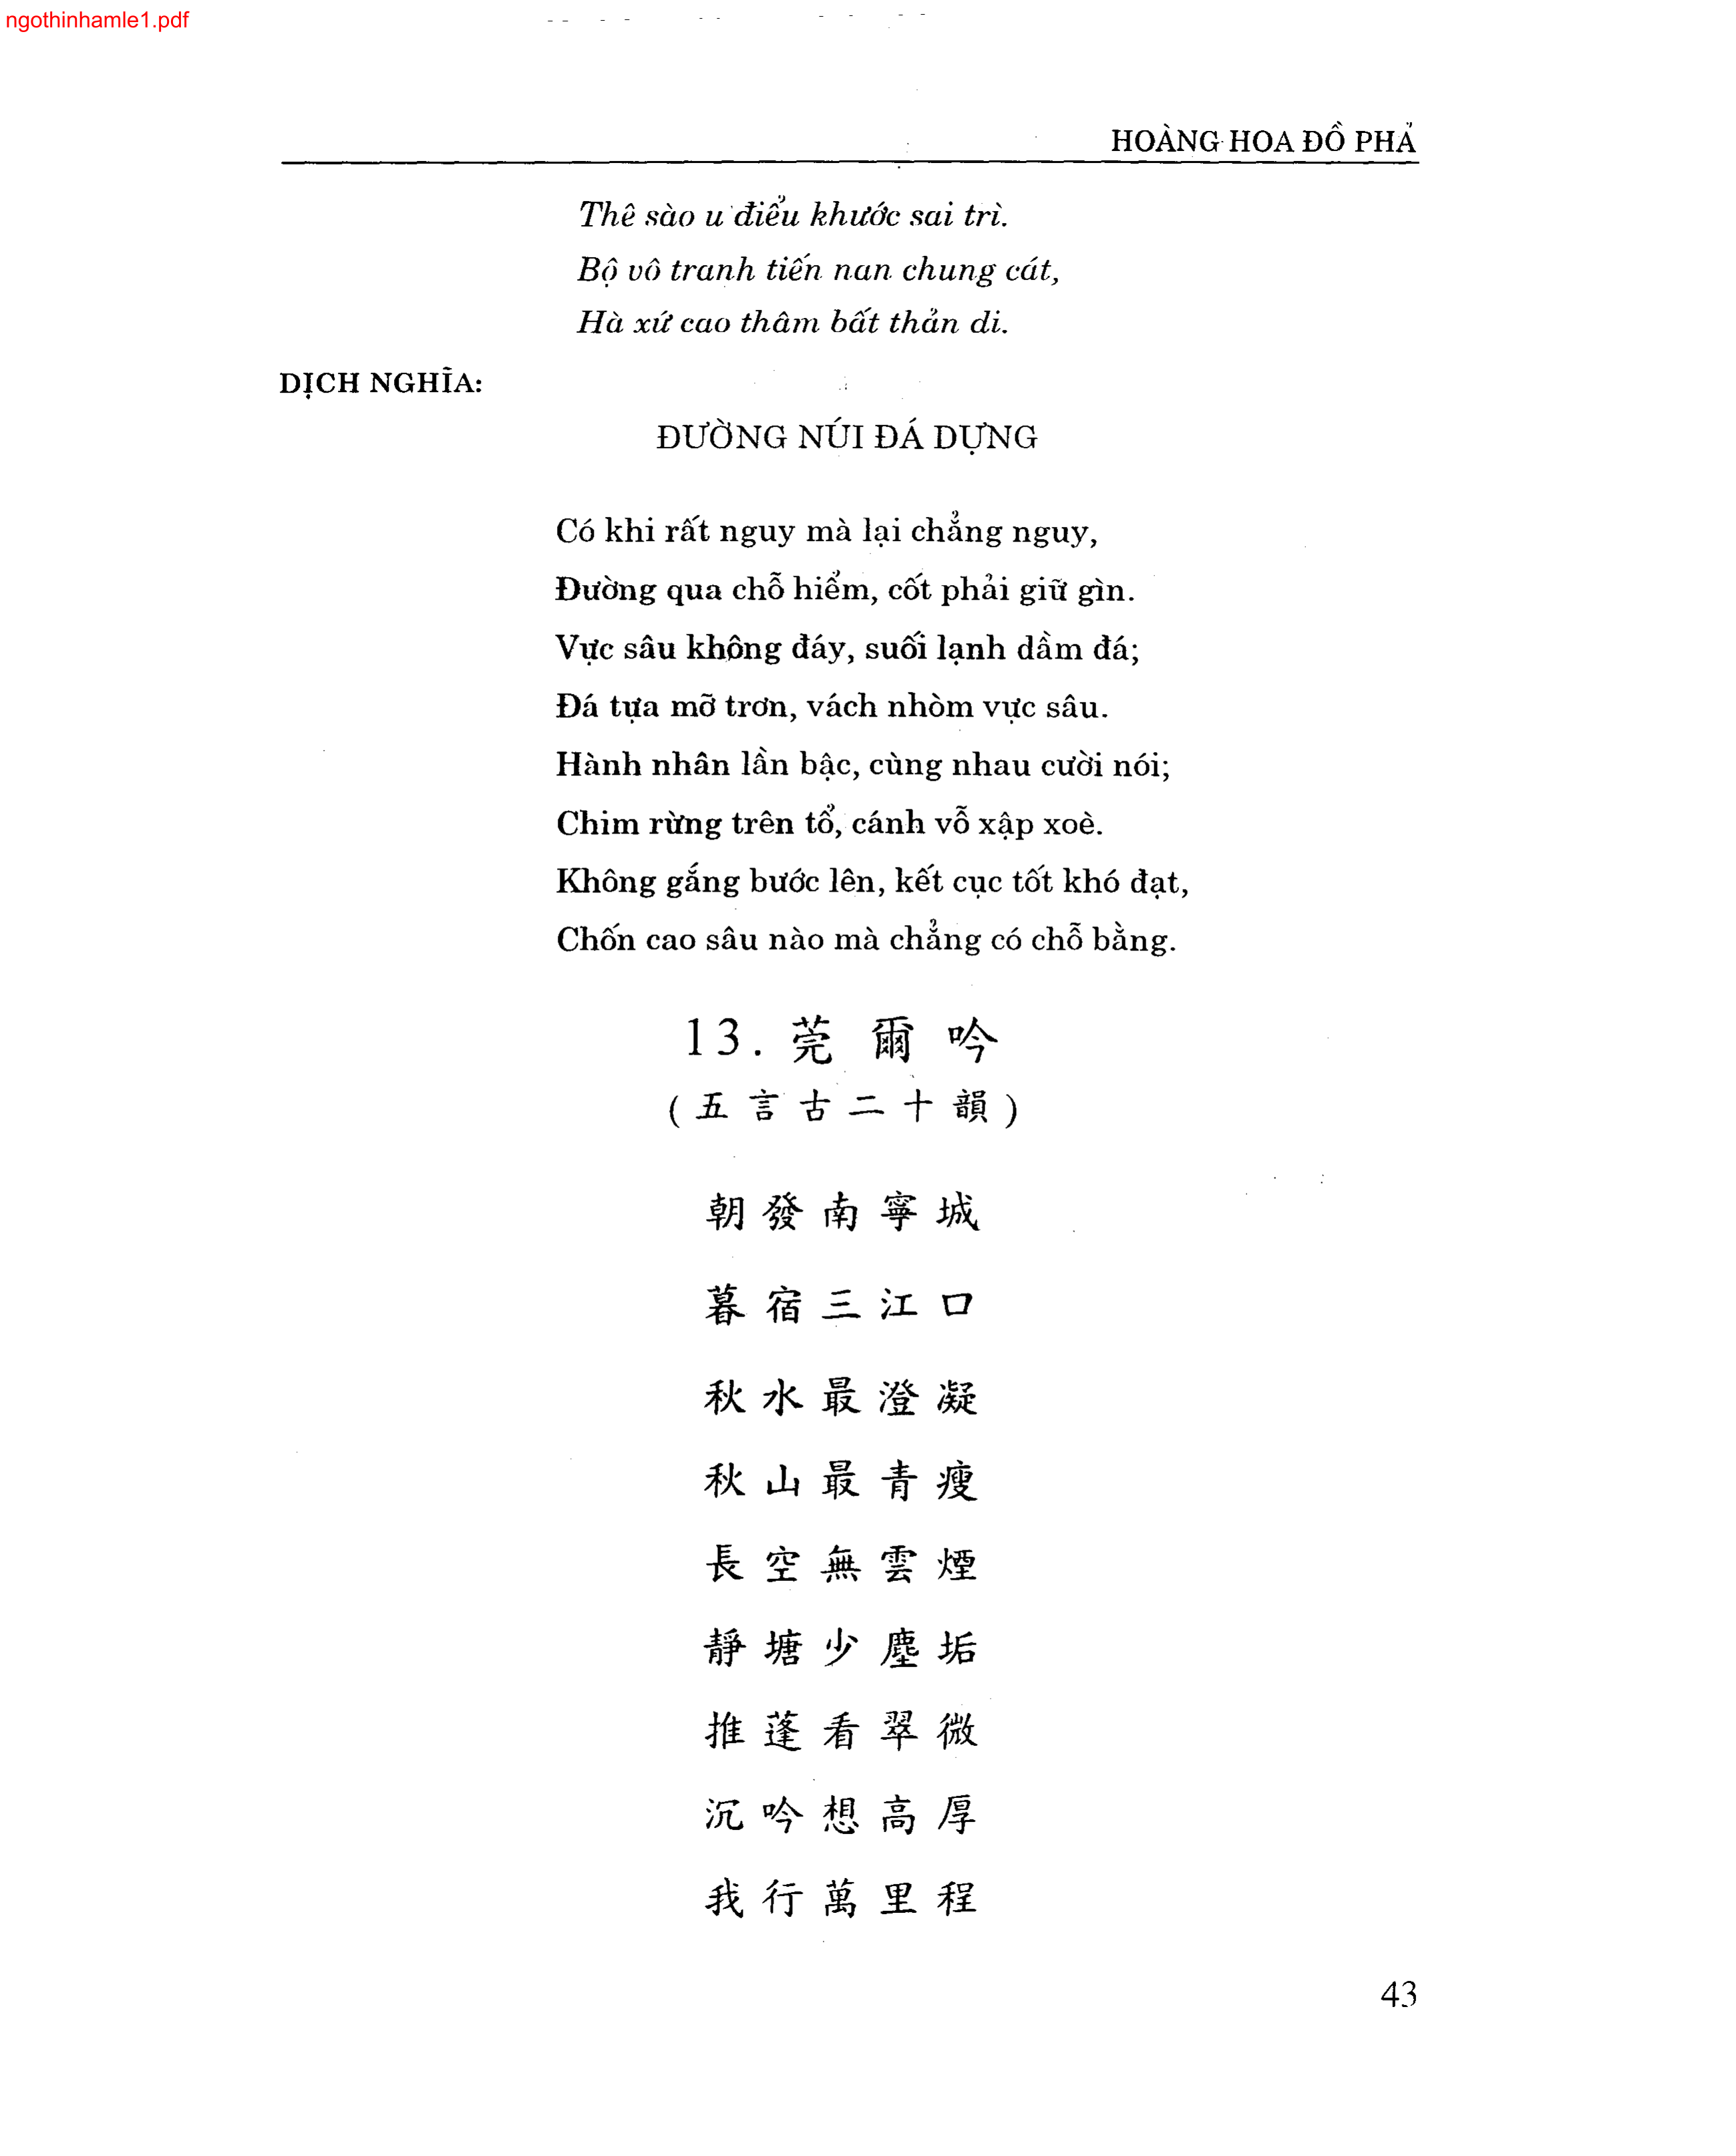 ngothinhamle1.pdf
HOÀNG HOA ĐỒ PHẢ
Thê sào u điểu khước sai trì.
Bộ vô tranh tiến nan chung cát,
Hà xứ cao thâm bất thản di.
DỊCH NGHĨA:
ĐƯỜNG NÚI ĐÁ DỰNG
Có khi rất nguy mà lại chẳng nguy,
Đường qua chỗ hiểm, cốt phải giữ gìn.
Vực sâu không đáy, suối lạnh dầm đá;
Đá tựa mỡ trơn, vách nhòm vực sâu.
Hành nhân lần bậc, cùng nhau cười nói;
Chim rừng trên tổ, cánh vỗ xập xoè.
Không gắng bước lên, kết cục tốt khó đạt,
Chốn cao sâu nào mà chẳng có chỗ bằng.
13. 莞 爾 吟
( 五 言 古 二 十 韻 )
朝 發 南 寧 城
暮 宿 三 江 口
秋 水 最 澄 凝
秋 山 最 青 瘦
長 空 無 雲 煙
靜 塘 少 塵 垢
推 蓬 看 翠 微
沉 吟 想 高 厚
我 行 萬 里 程
43